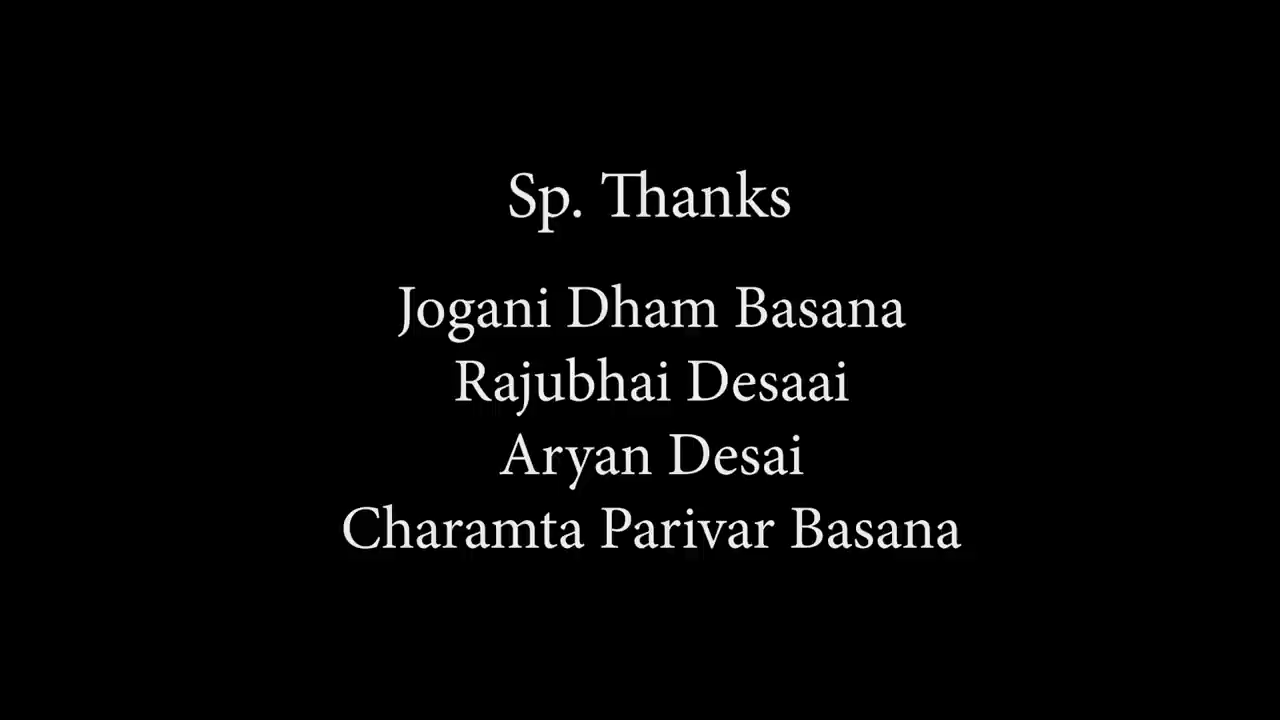 Sp. Thanks
Jogani Dham Basana
Rajubhai Desaai
Aryan Desai
Charamta Parivar Basana